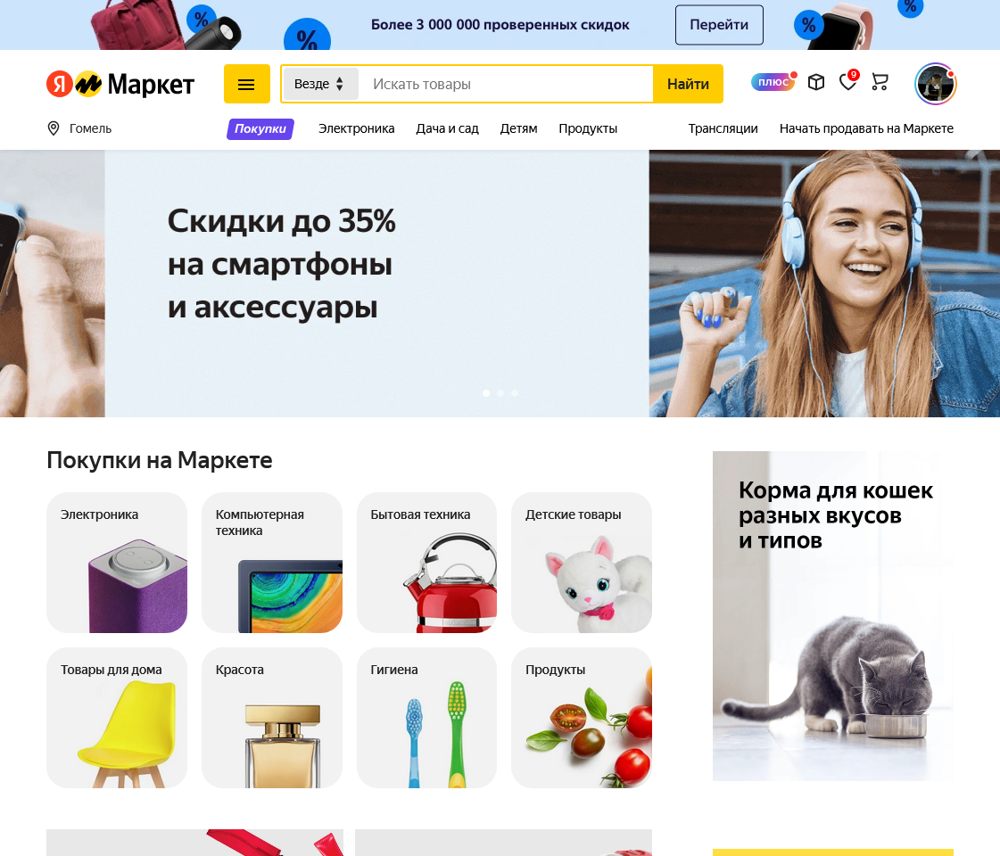 %
%
Более 3 000 000 проверенных скидок
Перейти
%
%
Я Маркет
Везде
Искать товары
Найти
плюс
9
Гомель
Покупки
Электроника
Дача и сад
Детям
Продукты
Трансляции
Начать продавать на Маркете
Скидки до 35%
на смартфоны
и аксессуары
Покупки на Маркете
Электроника
Компьютерная
техника
Бытовая техника
Детские товары
Товары для дома
Красота
Гигиена
Продукты
Корма для кошек
разных вкусов
и типов